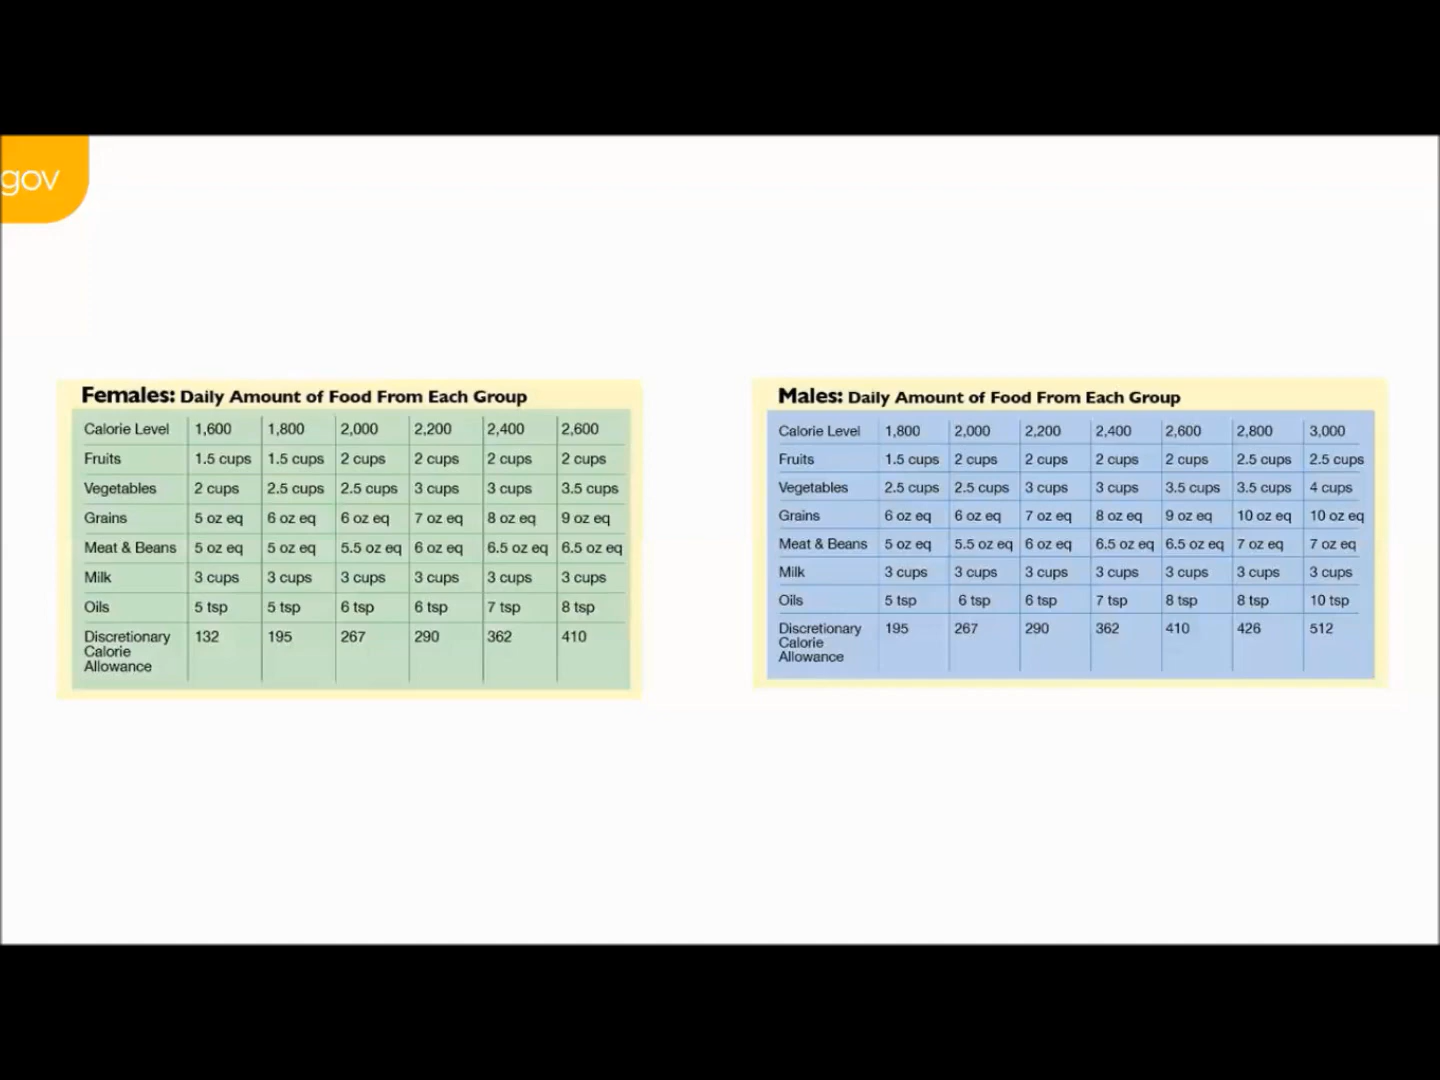 gov
Females: Daily Amount of Food From Each Group
Calorie Level 1,600 1,800 2,000 2,200 2,400 2,600
Fruits 1.5 cups 1.5 cups 2 cups 2 cups 2 cups 2 cups
Vegetables 2 cups 2.5 cups 2.5 cups 3 cups 3 cups 3.5 cups
Grains 5 oz eq 6 oz eq 6 oz eq 7 oz eq 8 oz eq 9 oz eq
Meat & Beans 5 oz eq 5 oz eq 5.5 oz eq 6 oz eq 6.5 oz eq 6.5 oz eq
Milk 3 cups 3 cups 3 cups 3 cups 3 cups 3 cups
Oils 5 tsp 5 tsp 6 tsp 6 tsp 7 tsp 8 tsp
Discretionary 132 195 267 290 362 410
Calorie
Allowance
Males: Daily Amount of Food From Each Group
Calorie Level 1,800 2,000 2,200 2,400 2,600 2,800 3,000
Fruits 1.5 cups 2 cups 2 cups 2 cups 2 cups 2.5 cups 2.5 cups
Vegetables 2.5 cups 2.5 cups 3 cups 3 cups 3.5 cups 3.5 cups 4 cups
Grains 6 oz eq 6 oz eq 7 oz eq 8 oz eq 9 oz eq 10 oz eq 10 oz eq
Meat & Beans 5 oz eq 5.5 oz eq 6 oz eq 6.5 oz eq 6.5 oz eq 7 oz eq 7 oz eq
Milk 3 cups 3 cups 3 cups 3 cups 3 cups 3 cups 3 cups
Oils 5 tsp 6 tsp 6 tsp 7 tsp 8 tsp 8 tsp 10 tsp
Discretionary 195 267 290 362 410 426 512
Calorie
Allowance